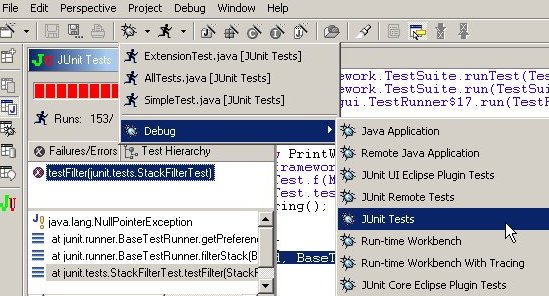 File Edit Perspective Project Debug Window Help
JUnit Tests
ExtensionTest.java [JUnit Tests]
AllTests.java [JUnit Tests]
SimpleTest.java [JUnit Tests]
Debug
Runs: 153/
Failures/Errors Test Hierarchy
testFilter(junit.tests.StackFilterTest)
java.lang.NullPointerException
at junit.runner.BaseTestRunner.getPreferenc
at junit.runner.BaseTestRunner.filterStack(B
at junit.tests.StackFilterTest.testFilter(StackF
ework.TestSuite.runTest(Tes
ework.TestSuite.run(TestSui
gui.TestRunner$17.run(TestR
w PrintW
framewor
Test.f(M
ring();
d, BaseT
Java Application
Remote Java Application
JUnit UI Eclipse Plugin Tests
JUnit Remote Tests
JUnit Tests
Run-time Workbench
Run-time Workbench With Tracing
JUnit Core Eclipse Plugin Tests